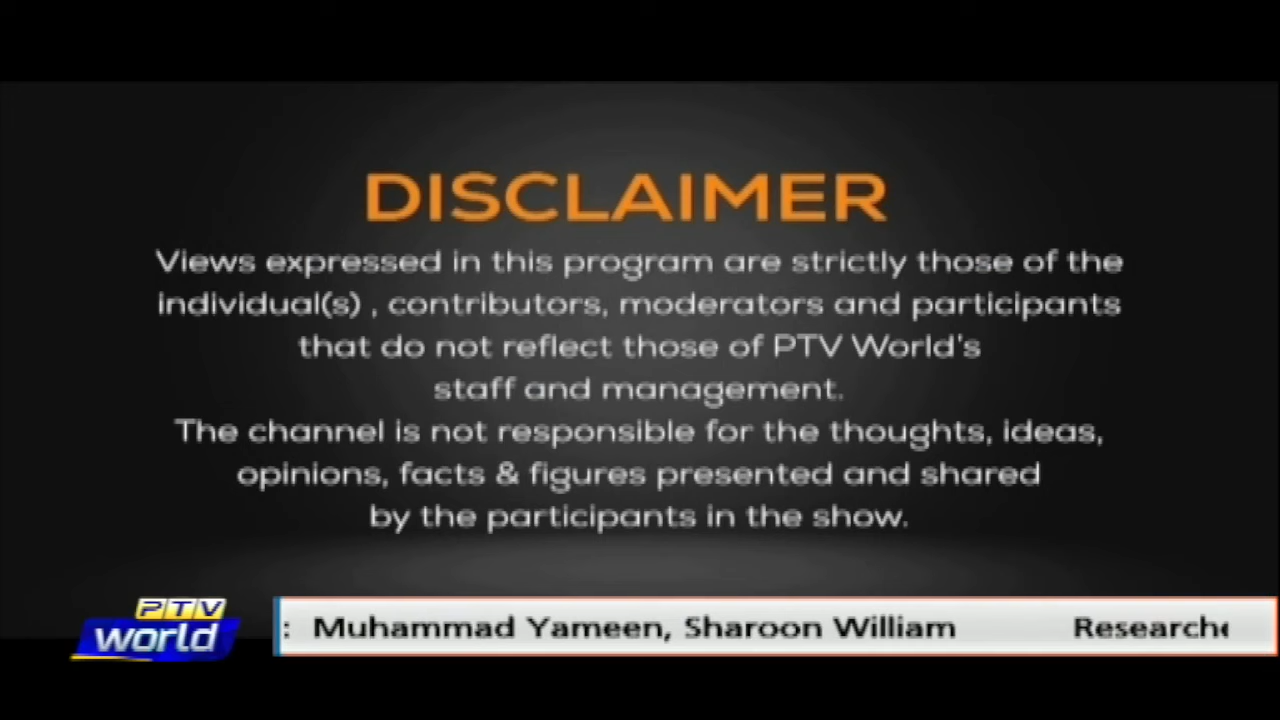 DISCLAIMER
Views expressed in this program are strictly those of the
individual(s) , contributors, moderators and participants
that do not reflect those of PTV World's
staff and management.
The channel is not responsible for the thoughts, ideas,
opinions, facts & figures presented and shared
by the participants in the show.
PTV
world
: Muhammad Yameen, Sharoon William